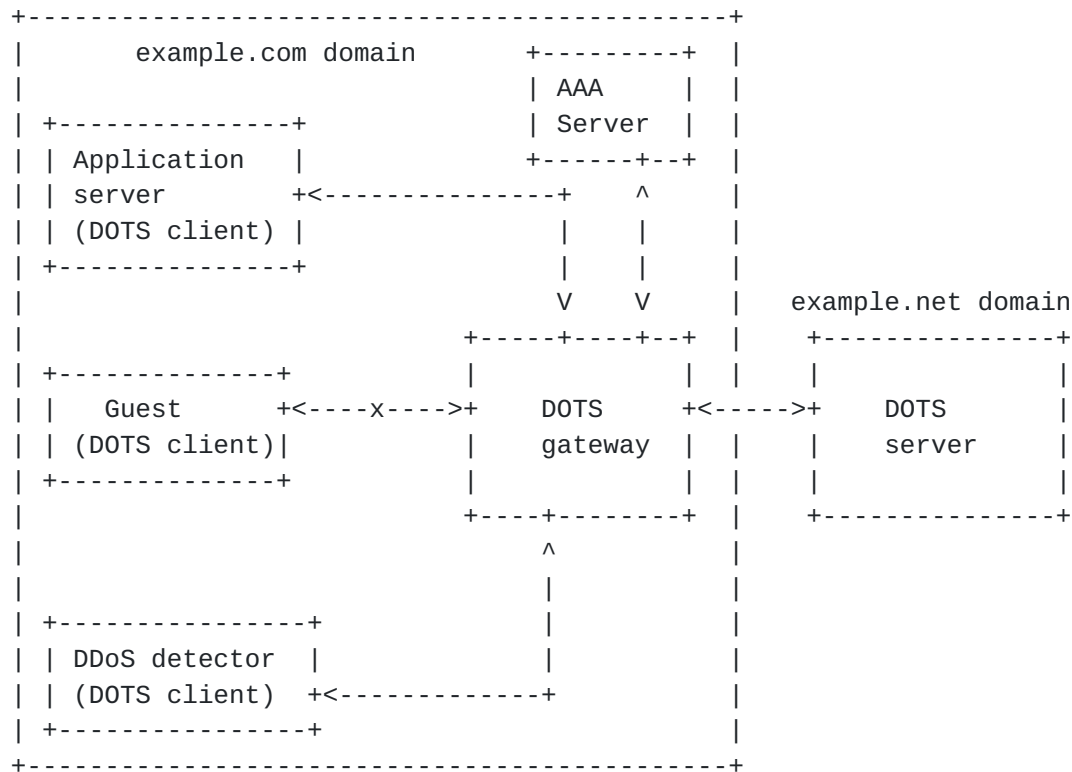 example.com domain
AAA
Server
Application
server
(DOTS client)
example.net domain
Guest
(DOTS client)
x
DOTS
gateway
DOTS
server
DDoS detector
(DOTS client)